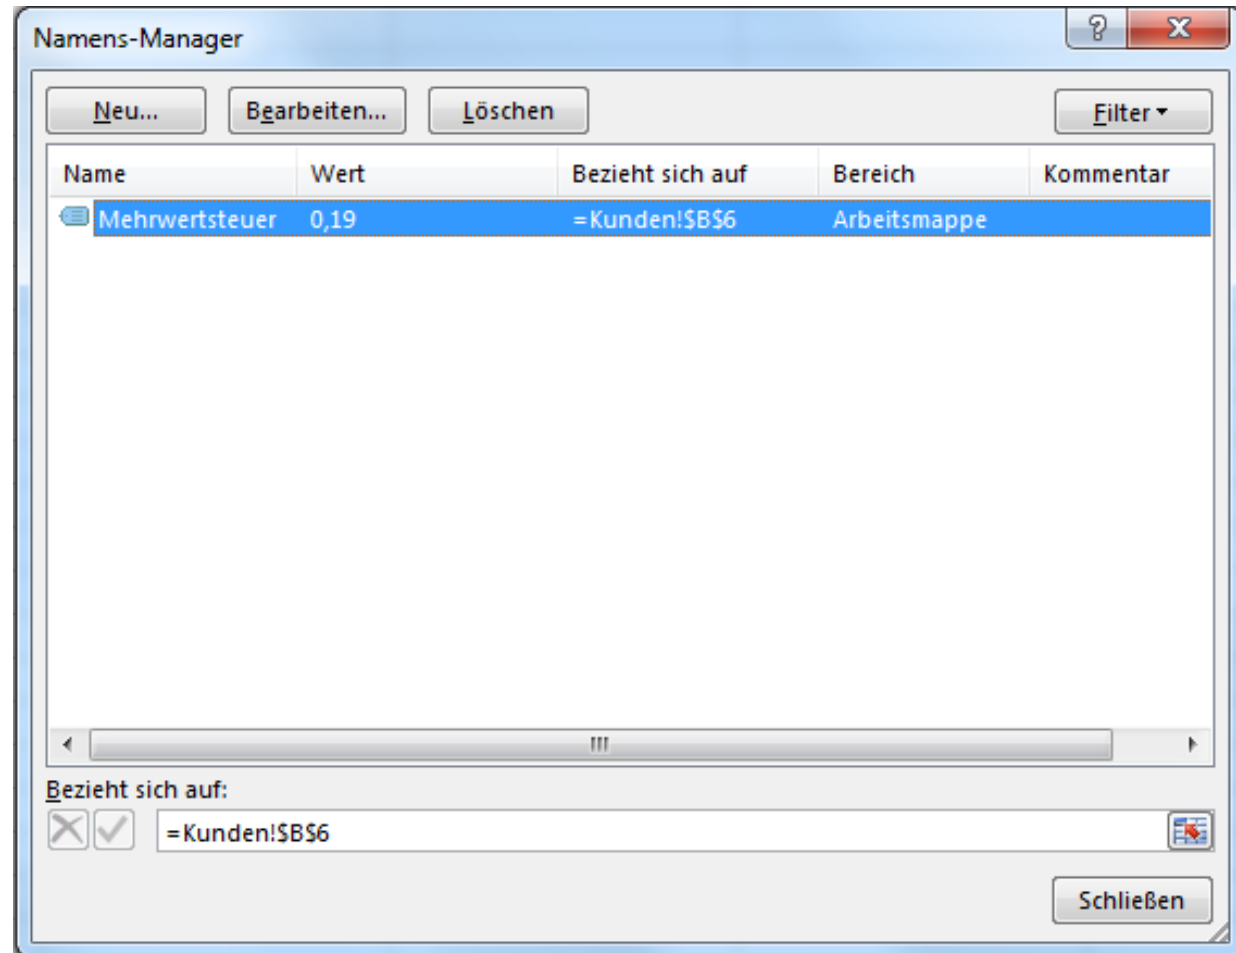 Namens-Manager
Neu... Bearbeiten... Löschen Filter
Name Wert Bezieht sich auf Bereich Kommentar
Mehrwertsteuer 0,19 =Kunden!$B$6 Arbeitsmappe
Bezieht sich auf:
=Kunden!$B$6
Schließen